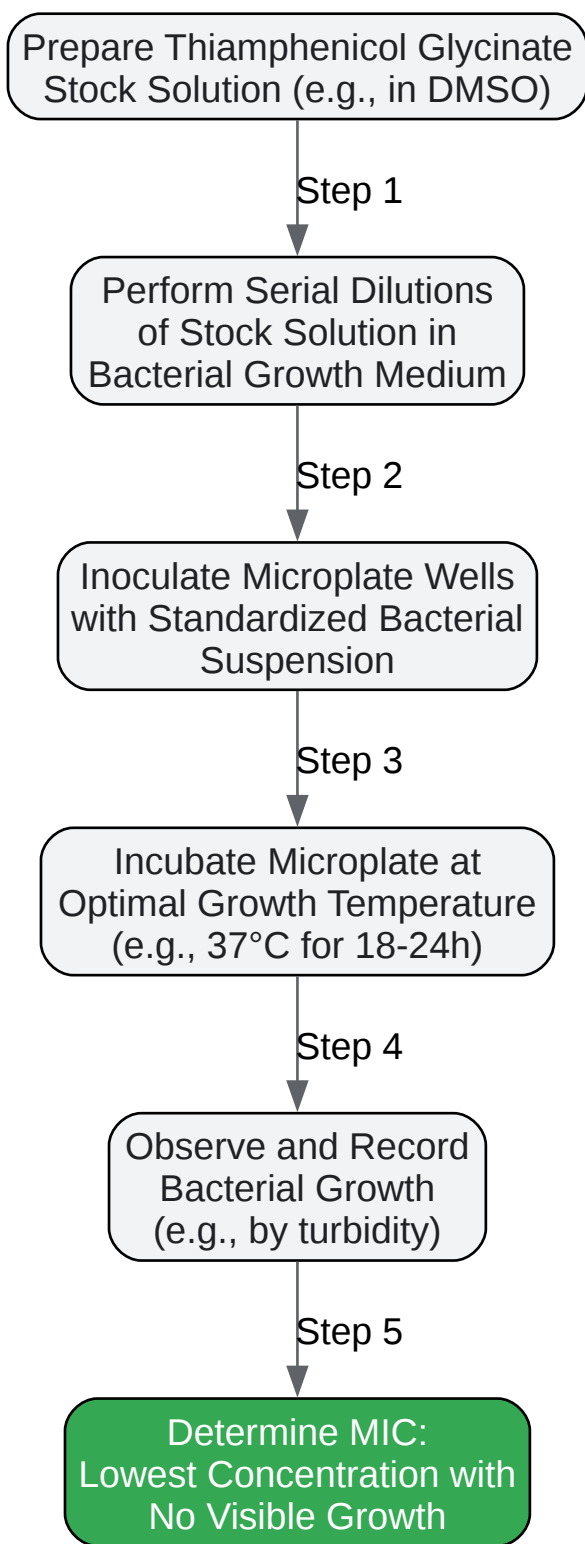 Prepare Thiamphenicol Glycinate
Stock Solution (e.g., in DMSO)
Step 1
Perform Serial Dilutions
of Stock Solution in
Bacterial Growth Medium
Step 2
Inoculate Microplate Wells
with Standardized Bacterial
Suspension
Step 3
Incubate Microplate at
Optimal Growth Temperature
(e.g., 37°C for 18-24h)
Step 4
Observe and Record
Bacterial Growth
(e.g., by turbidity)
Step 5
Determine MIC:
Lowest Concentration with
No Visible Growth